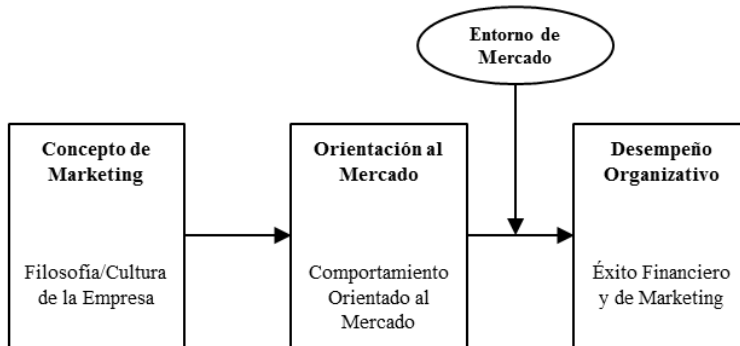 Entorno de
Mercado
Concepto de
Marketing
Filosofía/Cultura
de la Empresa
Orientación al
Mercado
Comportamiento
Orientado al
Mercado
Desempeño
Organizativo
Éxito Financiero
y de Marketing